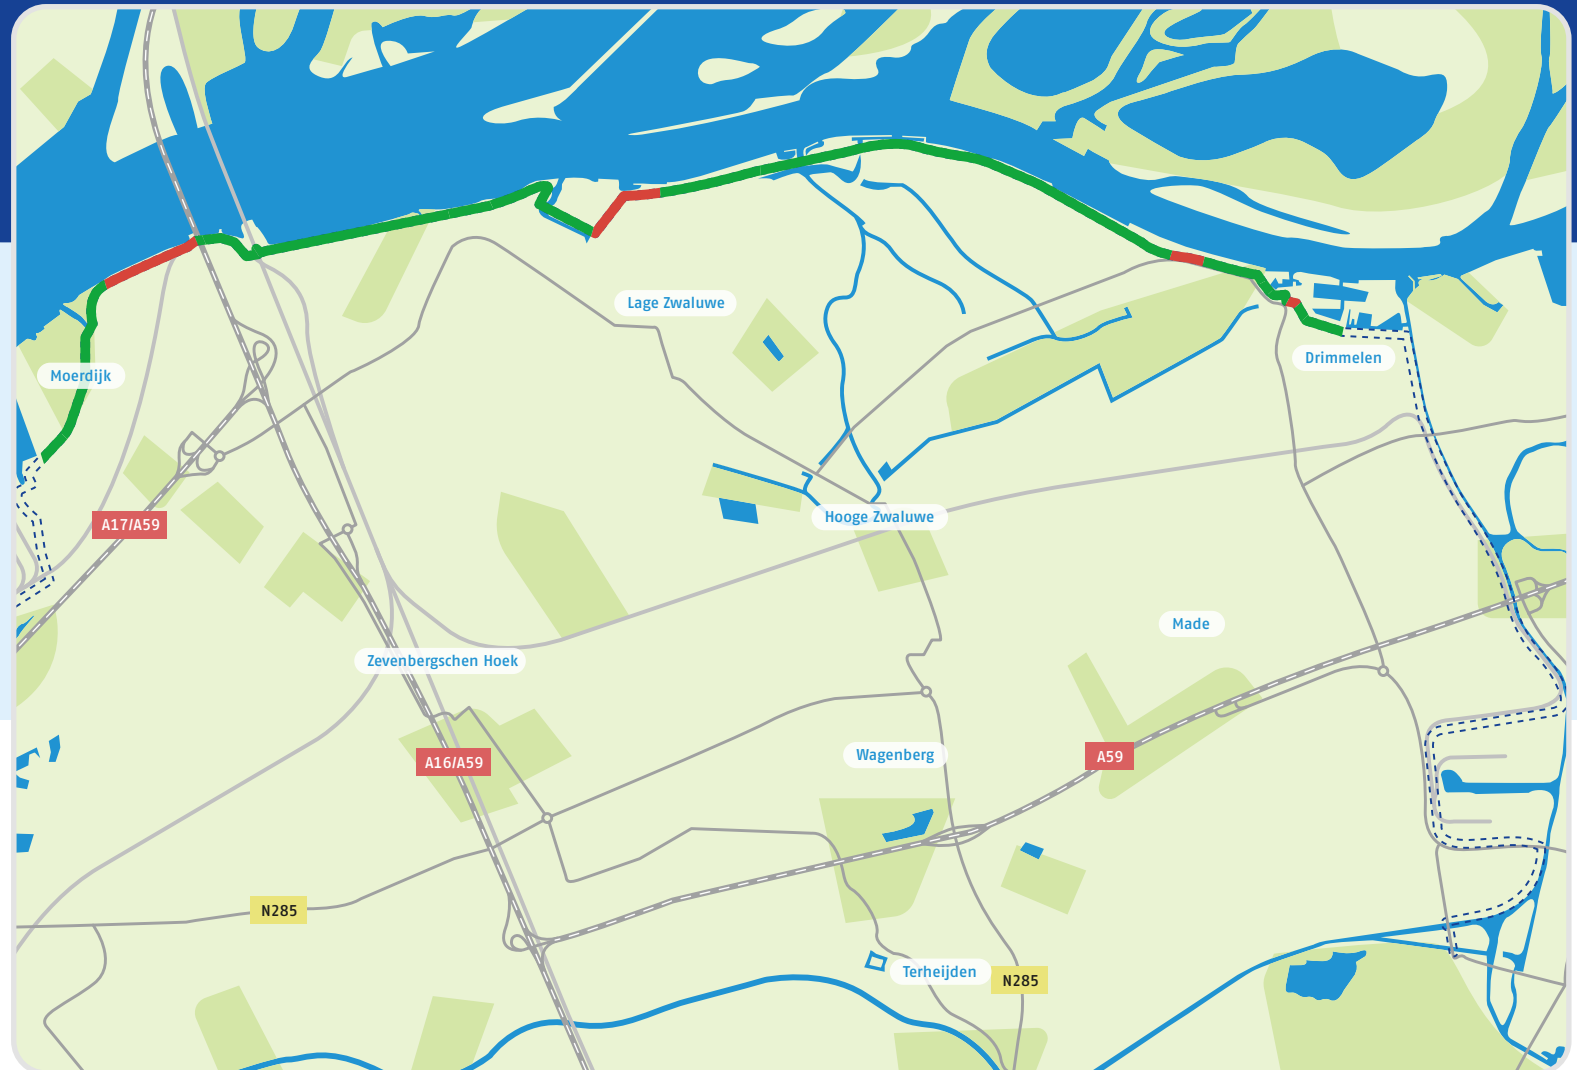 Lage Zwaluwe
Drimmelen
Moerdijk
Hooge Zwaluwe
A17/A59
Made
Zevenbergschen Hoek
Wagenberg
A59
A16/A59
N285
Terheijden
N285